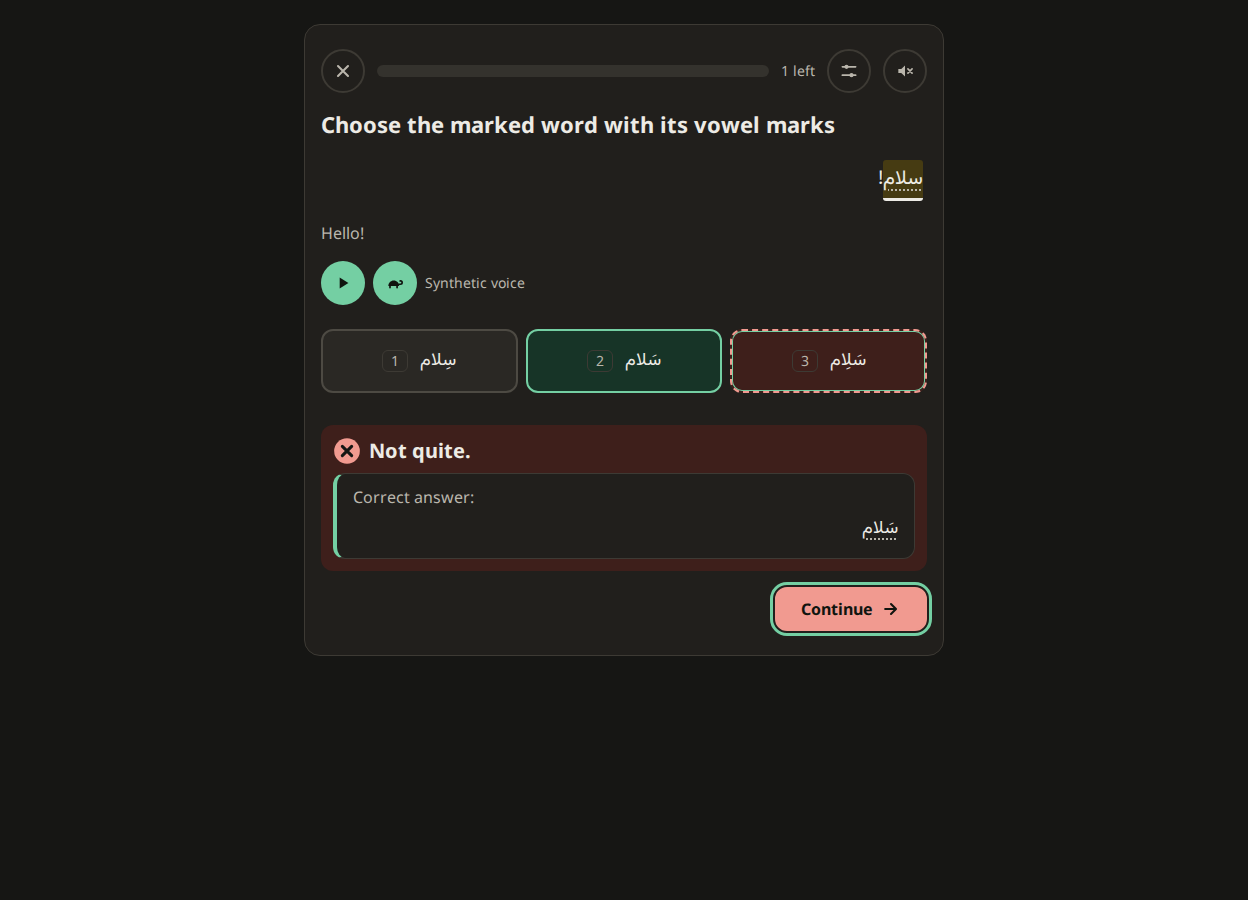 1 left
Choose the marked word with its vowel marks
سلام!
Hello!
Synthetic voice
1 سِلام
2 سَلام
3 سَلِام
Not quite.
Correct answer:
سَلام
Continue